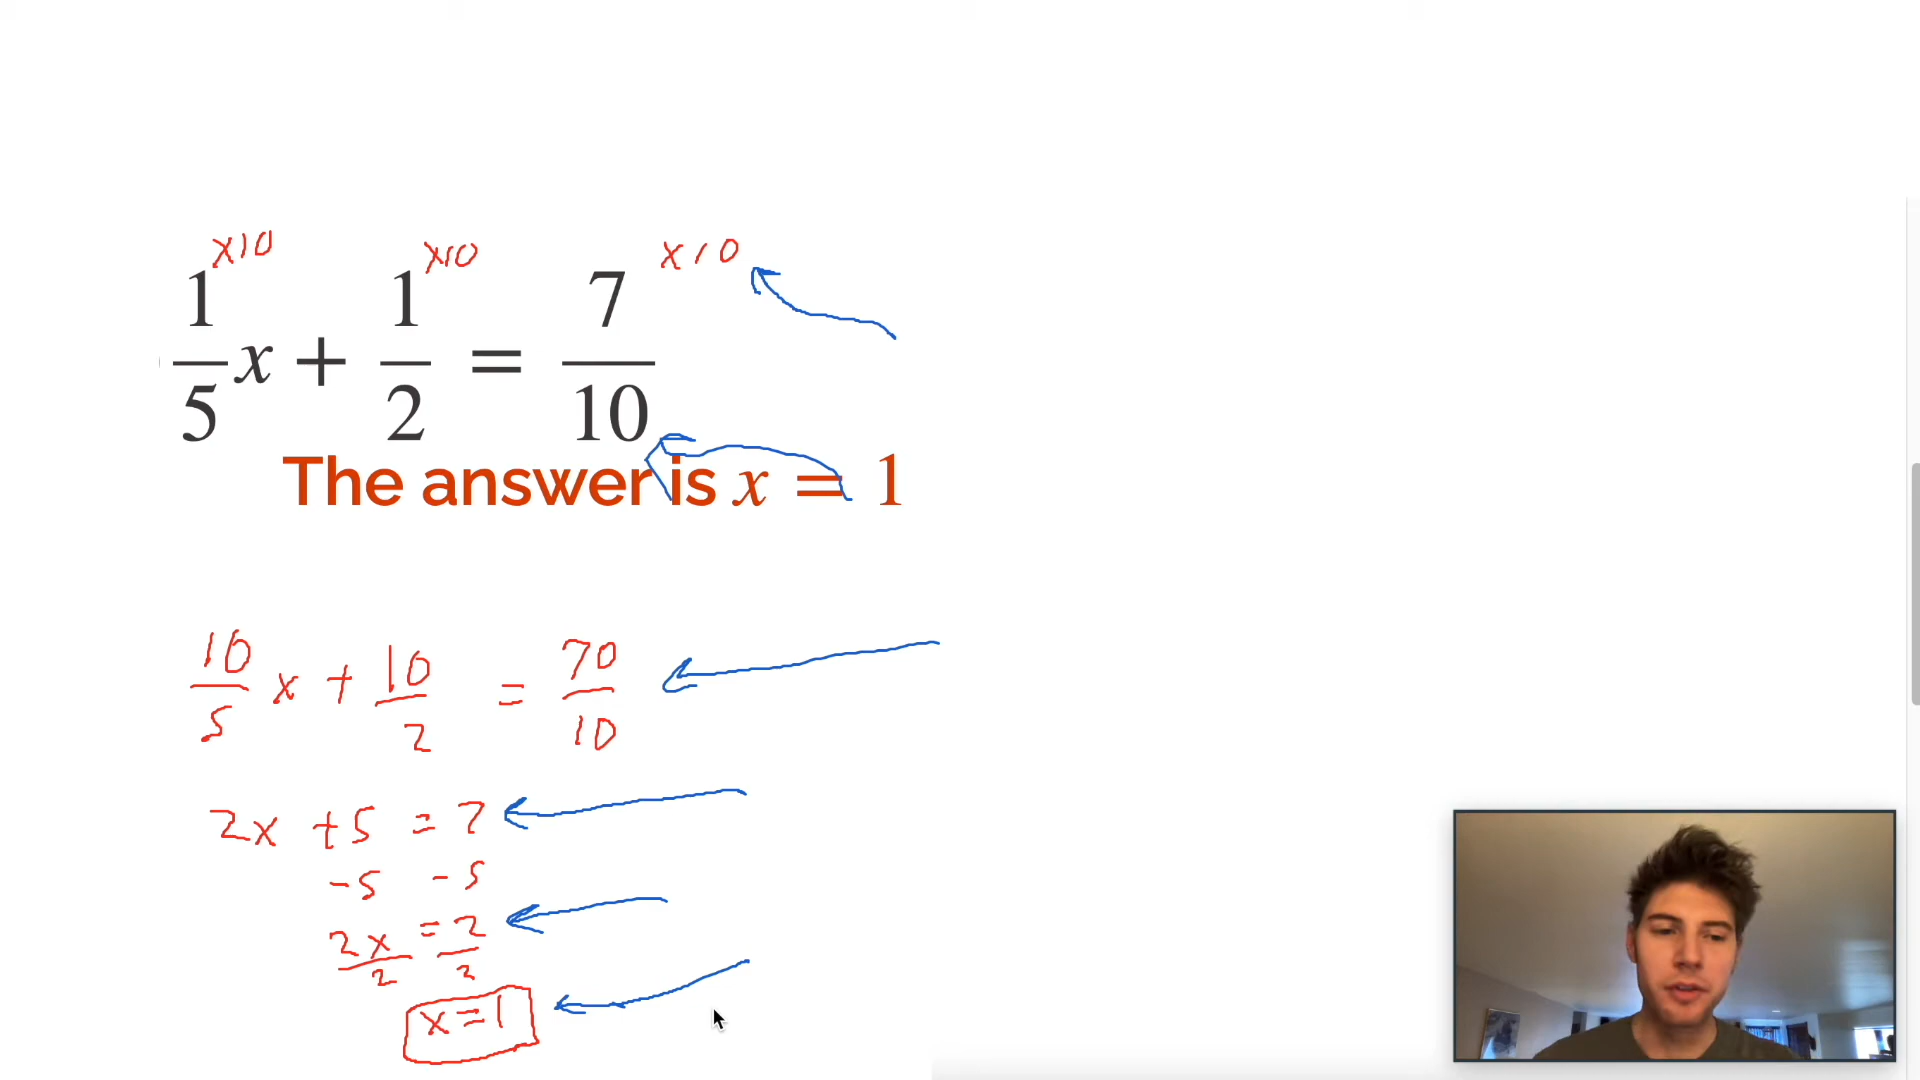 x10 x10 x10
1/5 x + 1/2 = 7/10
The answer is x = 1
10/5 x + 10/2 = 70/10
2x + 5 = 7
-5 -5
2x/2 = 2/2
x = 1